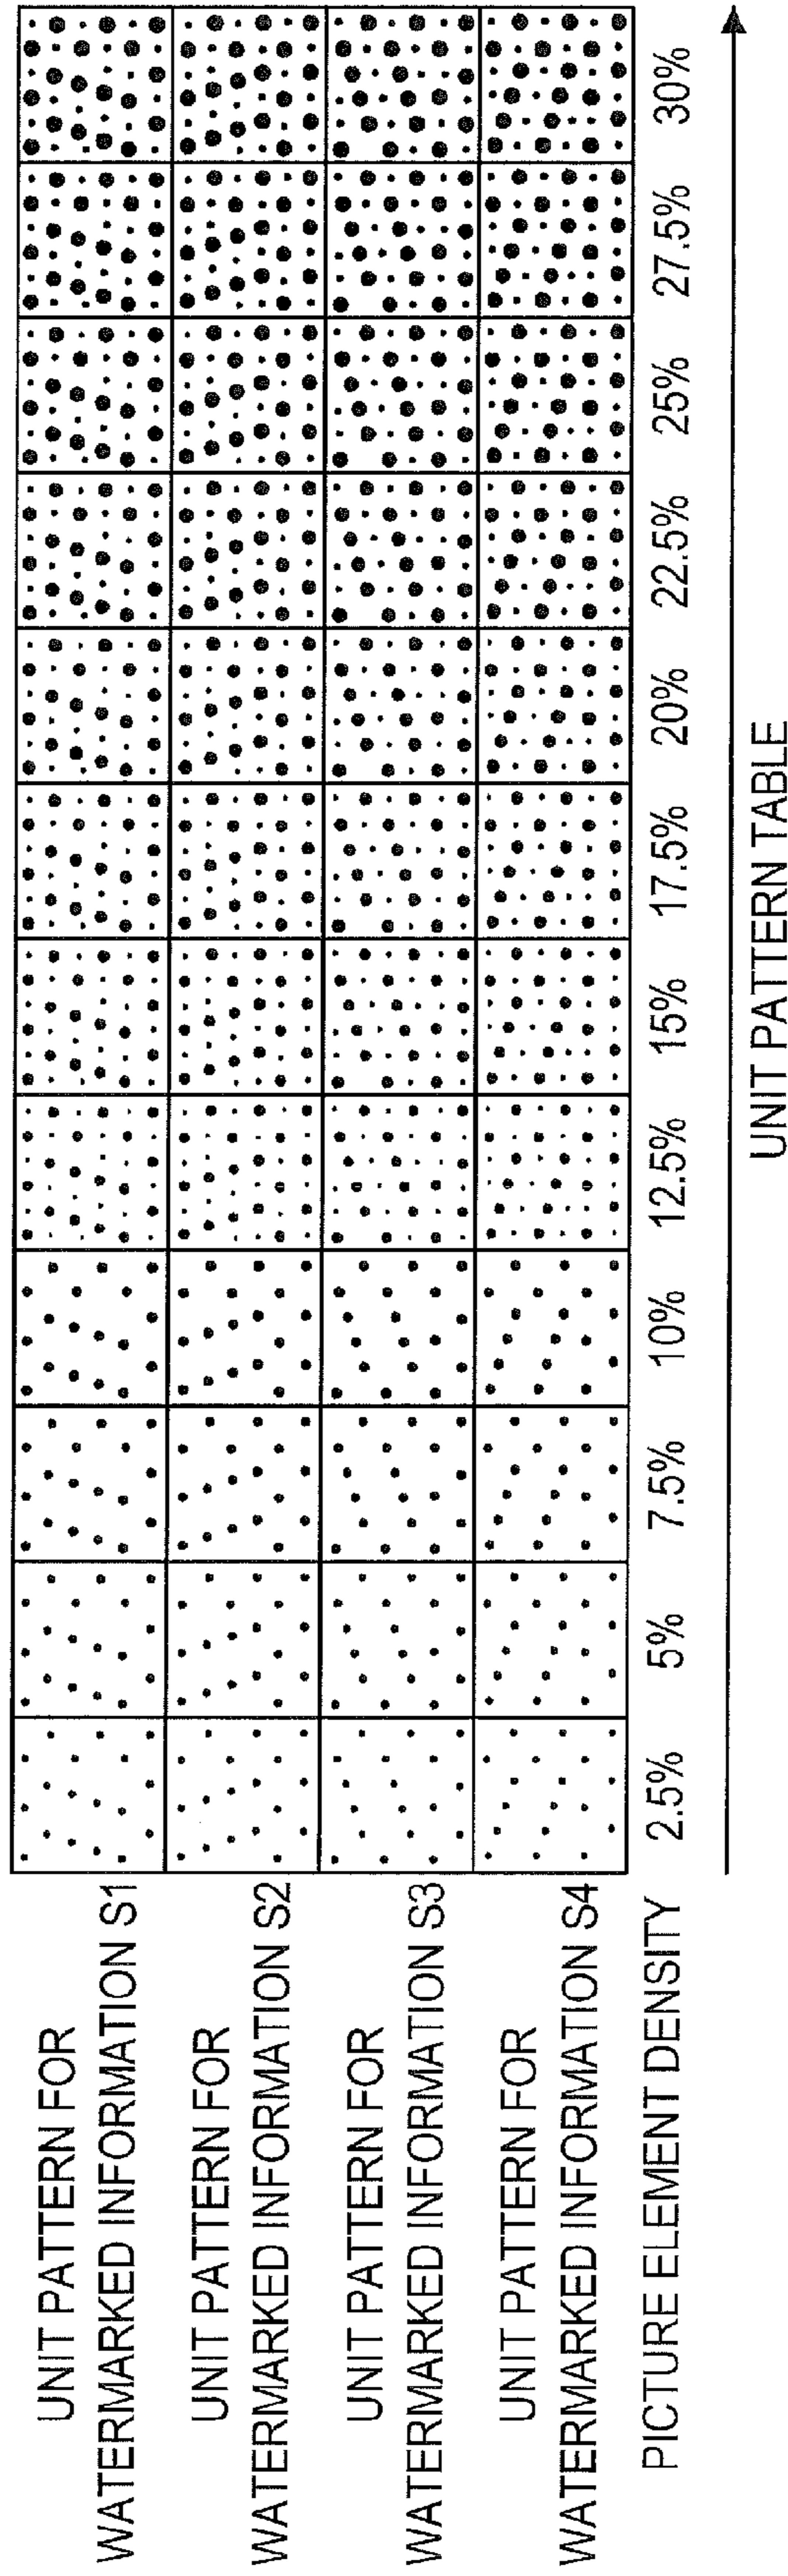 UNIT PATTERN FOR
WATERMARKED INFORMATION S1
UNIT PATTERN FOR
WATERMARKED INFORMATION S2
UNIT PATTERN FOR
WATERMARKED INFORMATION S3
UNIT PATTERN FOR
WATERMARKED INFORMATION S4
PICTURE ELEMENT DENSITY 2.5% 5% 7.5% 10% 12.5% 15% 17.5% 20% 22.5% 25% 27.5% 30%
UNIT PATTERN TABLE